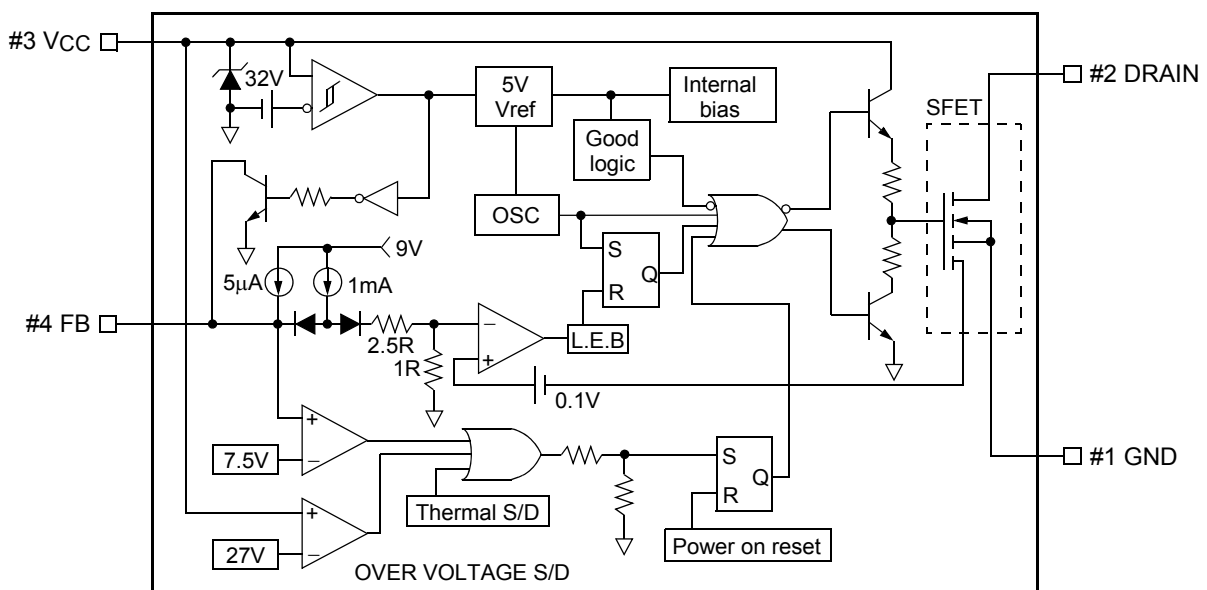 #3 VCC
32V
5V
Vref
Internal
bias
#2 DRAIN
SFET
Good
logic
OSC
9V
5μA
1mA
S
R
Q
#4 FB
2.5R
1R
−
+
L.E.B
0.1V
+
−
7.5V
S
R
Q
#1 GND
Thermal S/D
+
−
27V
Power on reset
OVER VOLTAGE S/D